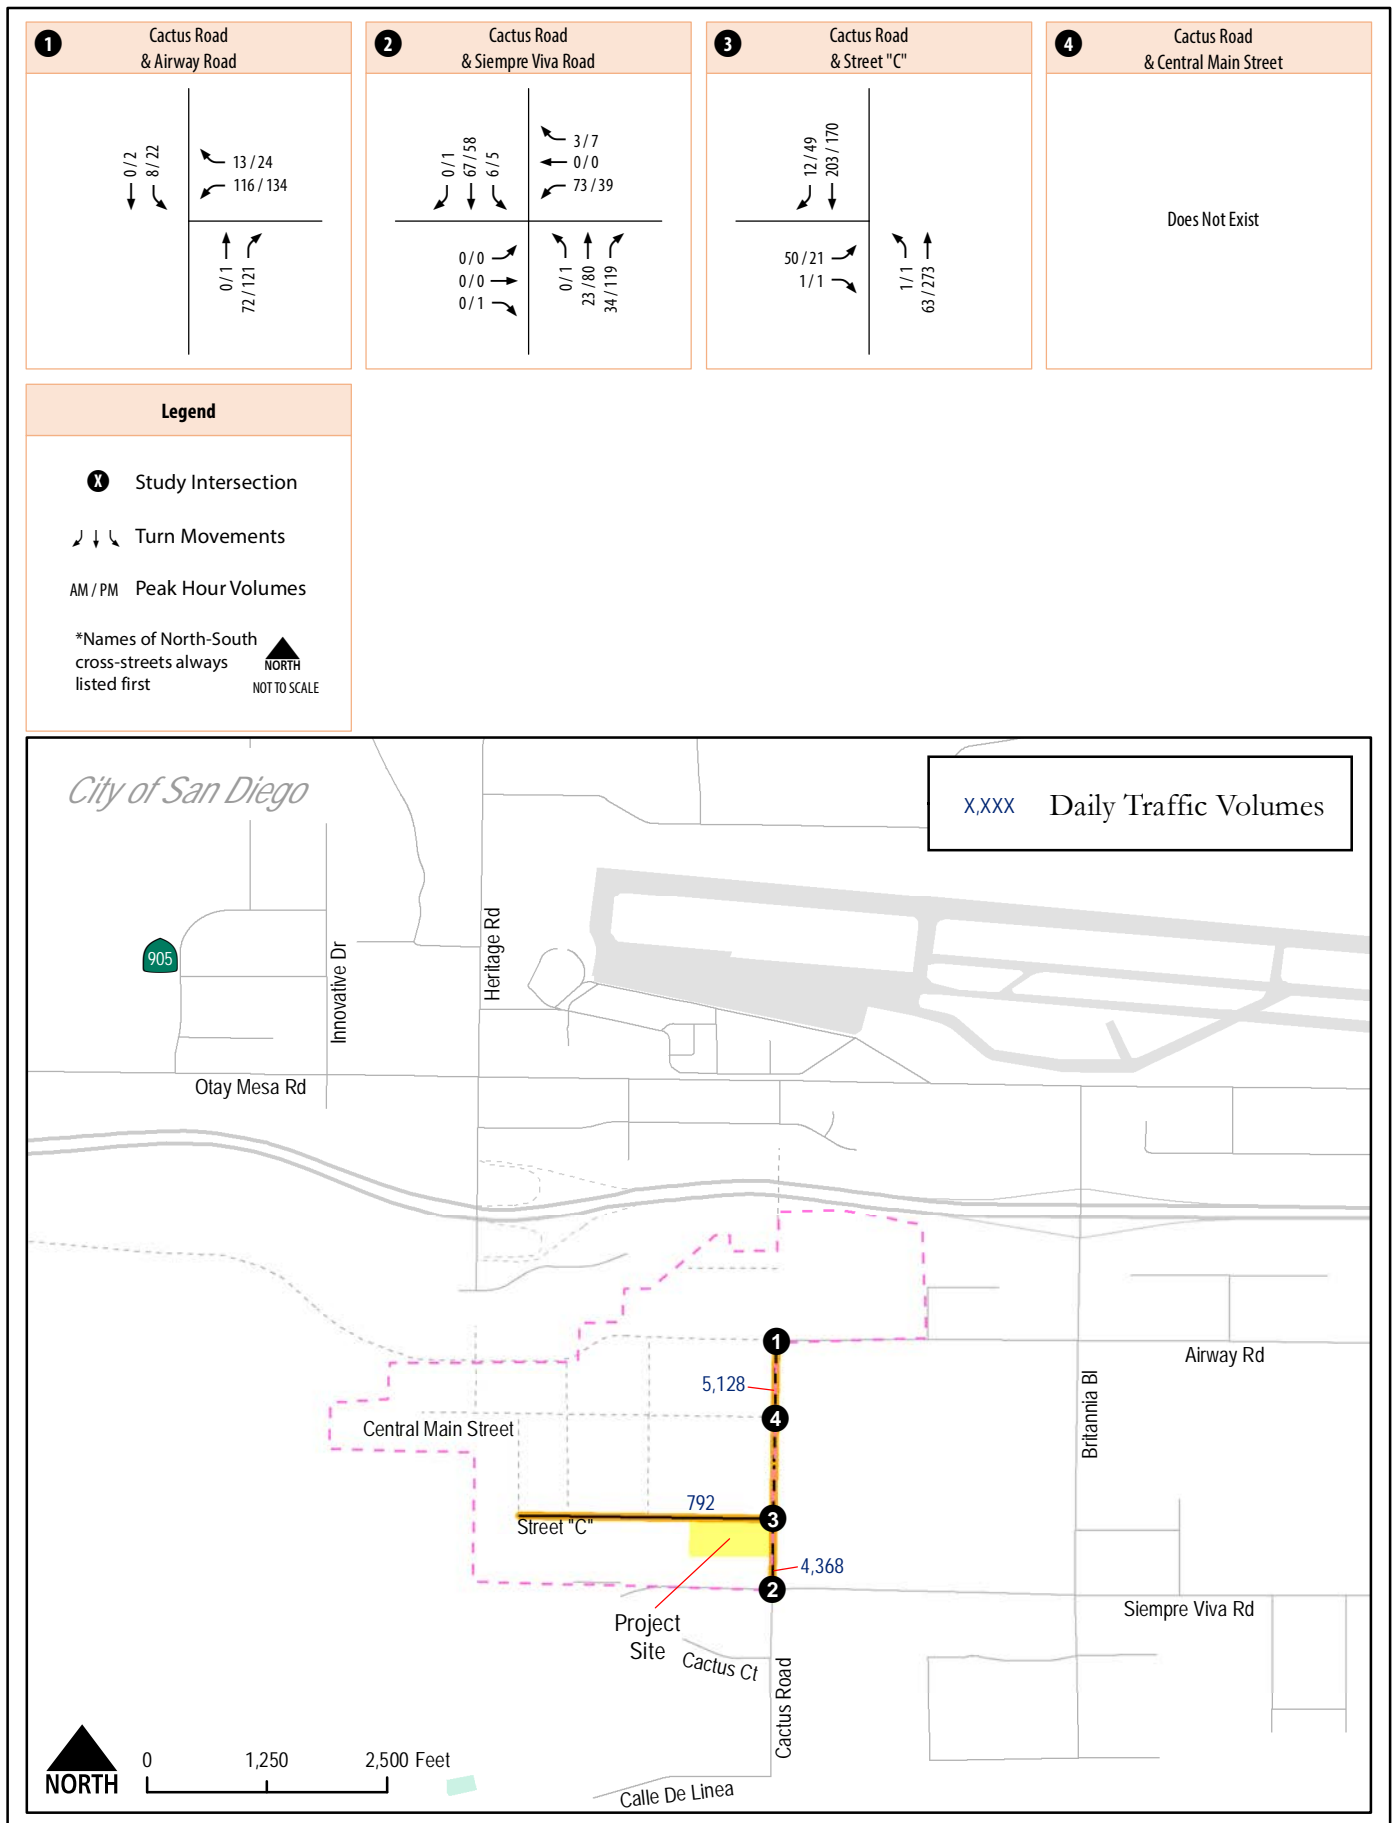 1
Cactus Road
& Airway Road
0 / 2
8 / 22
13 / 24
116 / 134
0 / 1
72 / 121
2
Cactus Road
& Siempre Viva Road
0 / 1
67 / 58
6 / 5
3 / 7
0 / 0
73 / 39
0 / 0
0 / 0
0 / 1
0 / 1
23 / 80
34 / 119
3
Cactus Road
& Street "C"
12 / 49
203 / 170
50 / 21
1 / 1
1 / 1
63 / 273
4
Cactus Road
& Central Main Street
Does Not Exist
Legend
X Study Intersection
Turn Movements
AM / PM Peak Hour Volumes
*Names of North-South
cross-streets always
listed first
NORTH
NOT TO SCALE
City of San Diego
X,XXX Daily Traffic Volumes
905
Innovative Dr
Heritage Rd
Otay Mesa Rd
1
Airway Rd
5,128
Britannia Bl
4
Central Main Street
792
3
Street "C"
4,368
2
Siempre Viva Rd
Project
Site
Cactus Ct
Cactus Road
Calle De Linea
NORTH
0 1,250 2,500 Feet